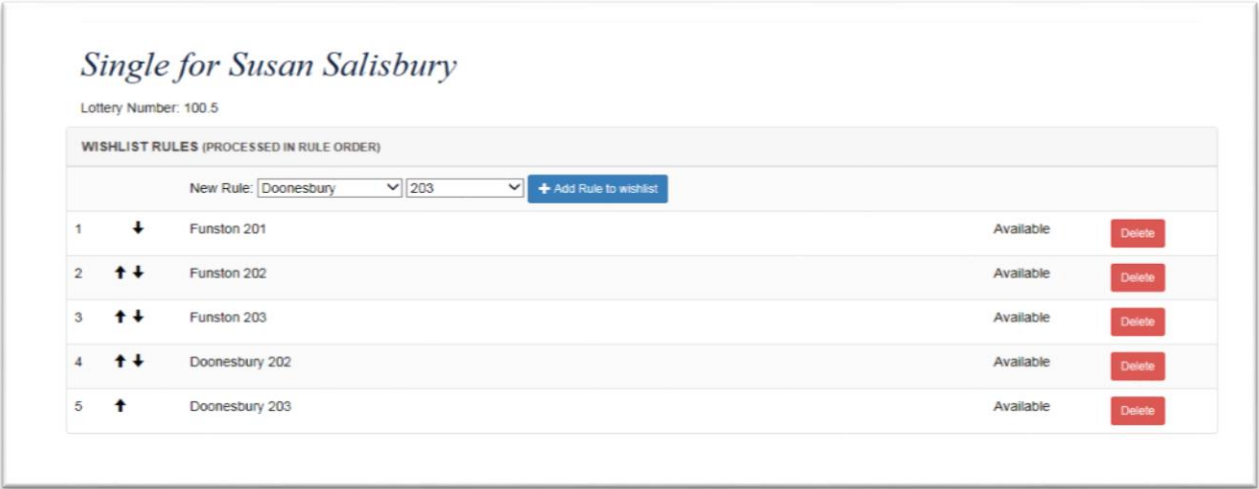 Single for Susan Salisbury
Lottery Number: 100.5
WISHLIST RULES (PROCESSED IN RULE ORDER)
New Rule: Doonesbury 203 Add Rule to wishlist
1 Funston 201 Available Delete
2 Funston 202 Available Delete
3 Funston 203 Available Delete
4 Doonesbury 202 Available Delete
5 Doonesbury 203 Available Delete